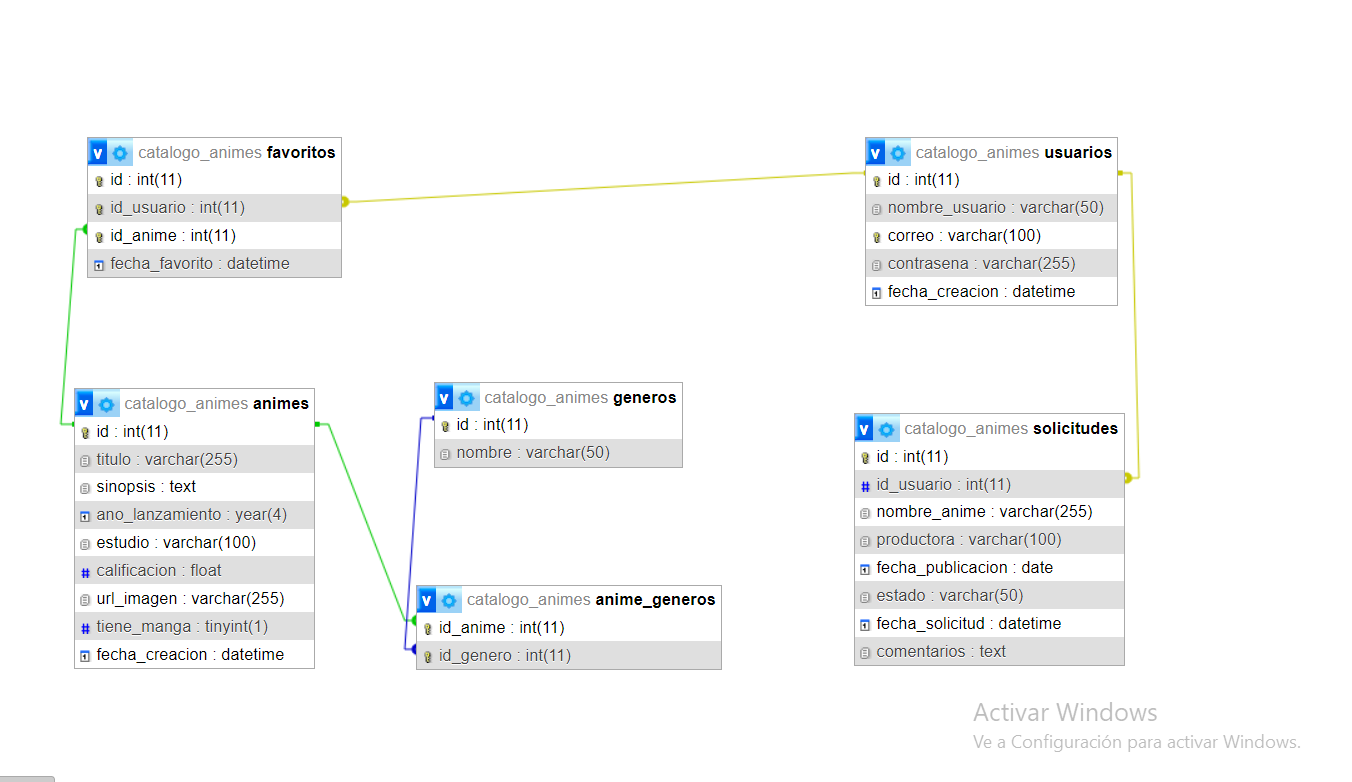 v catalogo_animes favoritos
id : int(11)
id_usuario : int(11)
id_anime : int(11)
fecha_favorito : datetime
v catalogo_animes usuarios
id : int(11)
nombre_usuario : varchar(50)
correo : varchar(100)
contrasena : varchar(255)
fecha_creacion : datetime
v catalogo_animes animes
id : int(11)
titulo : varchar(255)
sinopsis : text
ano_lanzamiento : year(4)
estudio : varchar(100)
# calificacion : float
url_imagen : varchar(255)
# tiene_manga : tinyint(1)
fecha_creacion : datetime
v catalogo_animes generos
id : int(11)
nombre : varchar(50)
v catalogo_animes anime_generos
id_anime : int(11)
id_genero : int(11)
v catalogo_animes solicitudes
id : int(11)
# id_usuario : int(11)
nombre_anime : varchar(255)
productora : varchar(100)
fecha_publicacion : date
estado : varchar(50)
fecha_solicitud : datetime
comentarios : text
Activar Windows
Ve a Configuración para activar Windows.